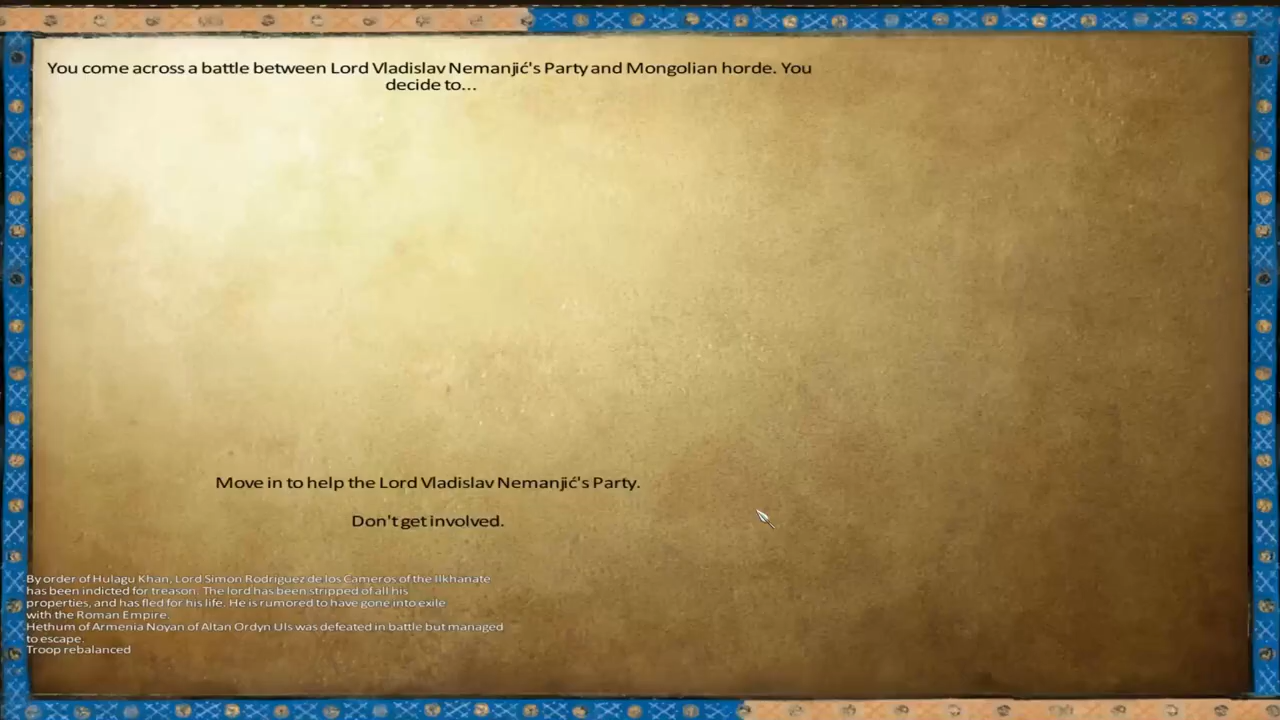 You come across a battle between Lord Vladislav Nemanjić's Party and Mongolian horde. You
decide to...
Move in to help the Lord Vladislav Nemanjić's Party.
Don't get involved.
By order of Hulagu Khan, Lord Simon Rodriguez de los Cameros of the Ilkhanate
has been indicted for treason. The lord has been stripped of all his
properties, and has fled for his life. He is rumored to have gone into exile
with the Roman Empire.
Hethum of Armenia Noyan of Altan Ordyn Uls was defeated in battle but managed
to escape.
Troop rebalanced